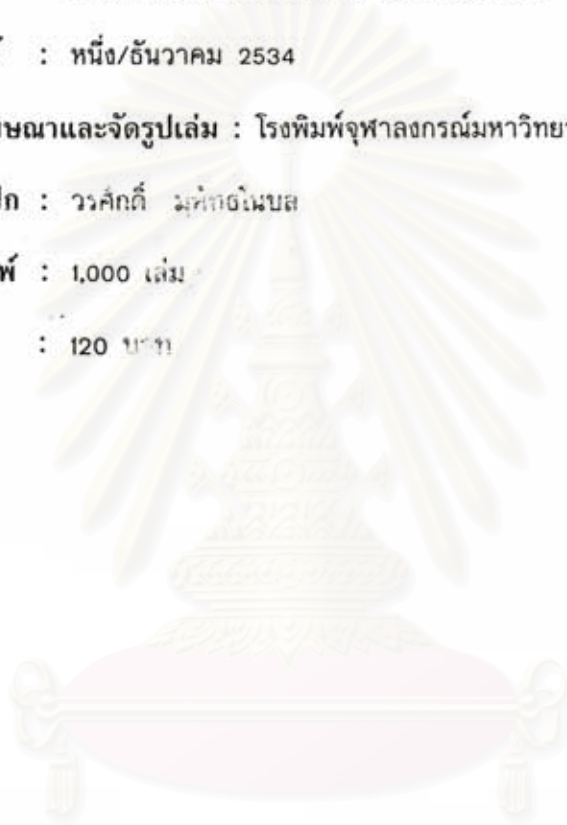 : หนึ่ง/ธันวาคม 2534
ษณาและจัดรูปเล่ม : โรงพิมพ์จุฬาลงกรณ์มหาวิทย
ปก : วรศักดิ์
พ์ : 1,000 เล่ม
: 120 บาท